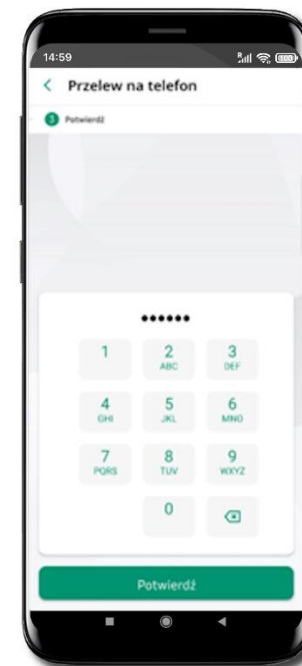 14:59
Przelew na telefon
3 Potwierdź
••••••
1 2 3
ABC DEF
4 5 6
GHI JKL MNO
7 8 9
PQRS TUV WXYZ
0
Potwierdź